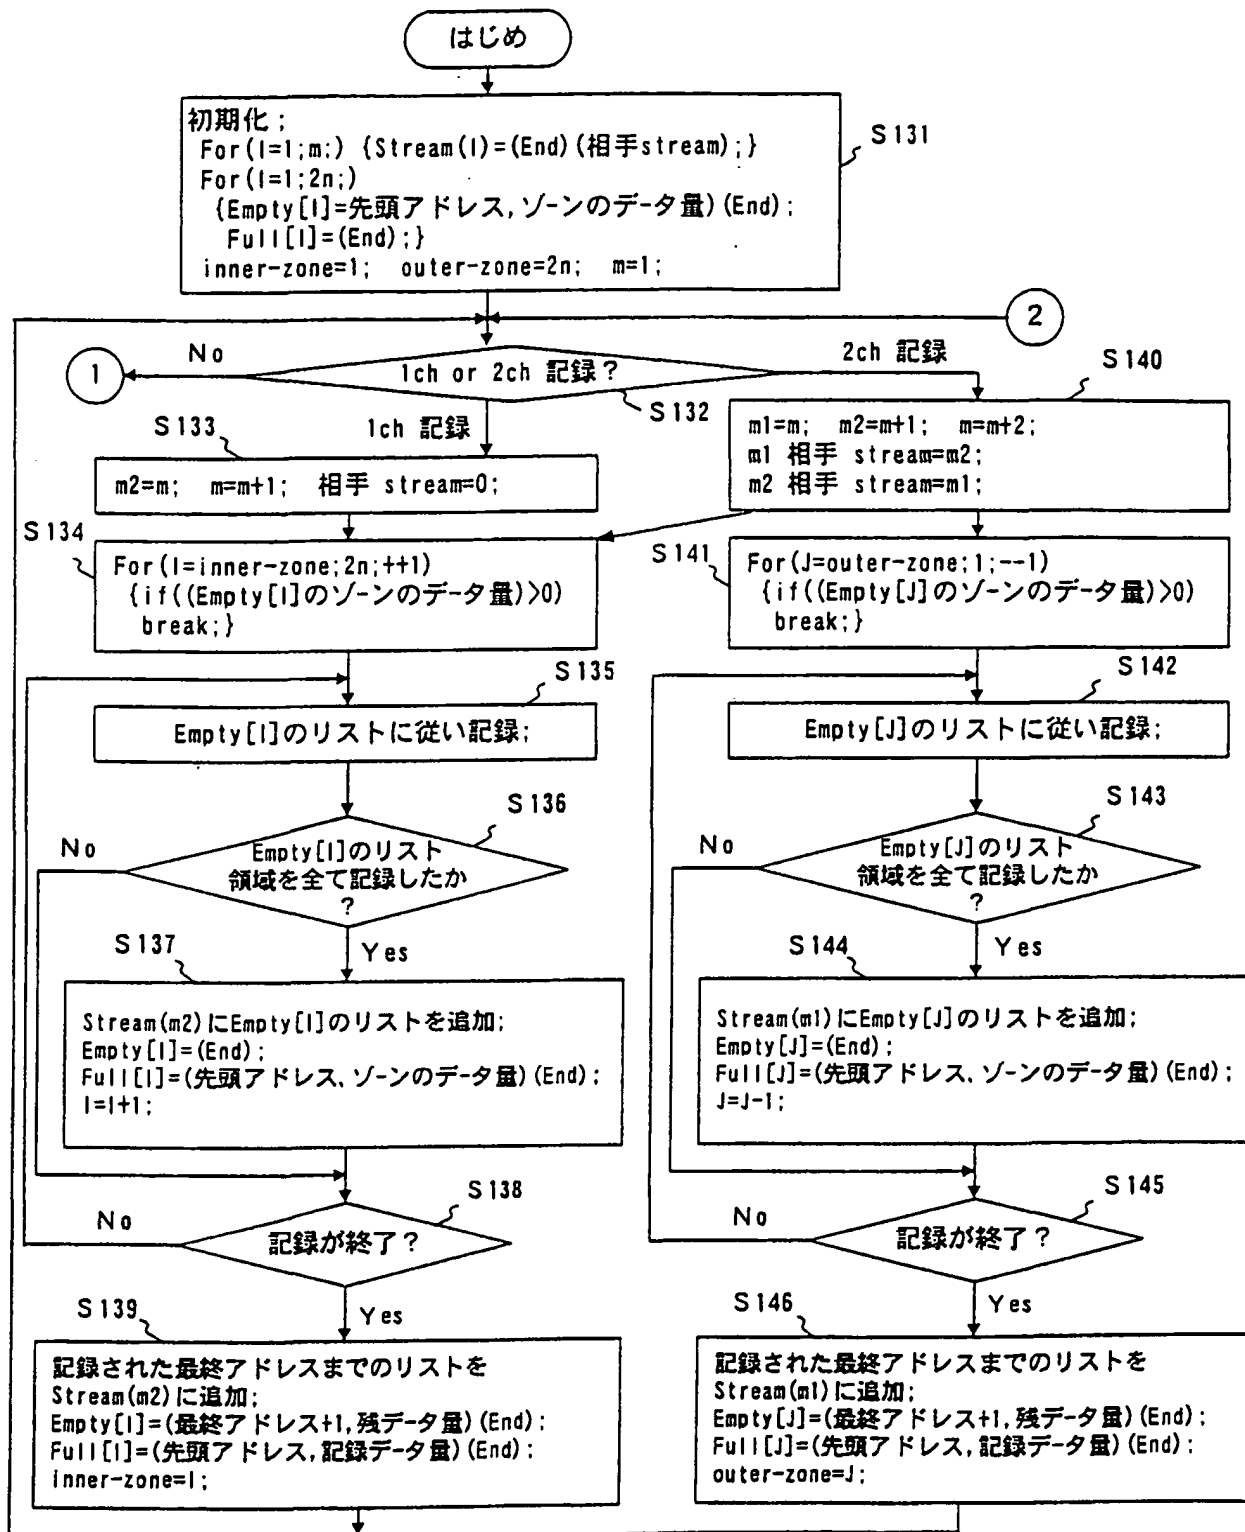 はじめ
初期化;
For(I=1;m;) {Stream(I)=(End)(相手stream);}
For(I=1;2n;)
{Empty[I]=先頭アドレス,ゾーンのデータ量)(End);
Full[I]=(End);}
inner-zone=1; outer-zone=2n; m=1;
S131
2
1
No
1ch or 2ch 記録?
2ch 記録
S132
1ch 記録
S133
m2=m; m=m+1; 相手 stream=0;
S140
m1=m; m2=m+1; m=m+2;
m1 相手 stream=m2;
m2 相手 stream=m1;
S134
For(I=inner-zone;2n;++1)
{if((Empty[I]のゾーンのデータ量)>0)
break;}
S141
For(J=outer-zone;1;--1)
{if((Empty[J]のゾーンのデータ量)>0)
break;}
S135
Empty[I]のリストに従い記録;
S142
Empty[J]のリストに従い記録;
S136
No
Empty[I]のリスト
領域を全て記録したか
?
Yes
S143
No
Empty[J]のリスト
領域を全て記録したか
?
Yes
S137
Stream(m2)にEmpty[I]のリストを追加;
Empty[I]=(End);
Full[I]=(先頭アドレス、ゾーンのデータ量)(End);
I=I+1;
S144
Stream(m1)にEmpty[J]のリストを追加;
Empty[J]=(End);
Full[J]=(先頭アドレス、ゾーンのデータ量)(End);
J=J-1;
S138
No
記録が終了?
Yes
S145
No
記録が終了?
Yes
S139
記録された最終アドレスまでのリストを
Stream(m2)に追加;
Empty[I]=(最終アドレス+1,残データ量)(End);
Full[I]=(先頭アドレス,記録データ量)(End);
inner-zone=I;
S146
記録された最終アドレスまでのリストを
Stream(m1)に追加;
Empty[J]=(最終アドレス+1,残データ量)(End);
Full[J]=(先頭アドレス,記録データ量)(End);
outer-zone=J;